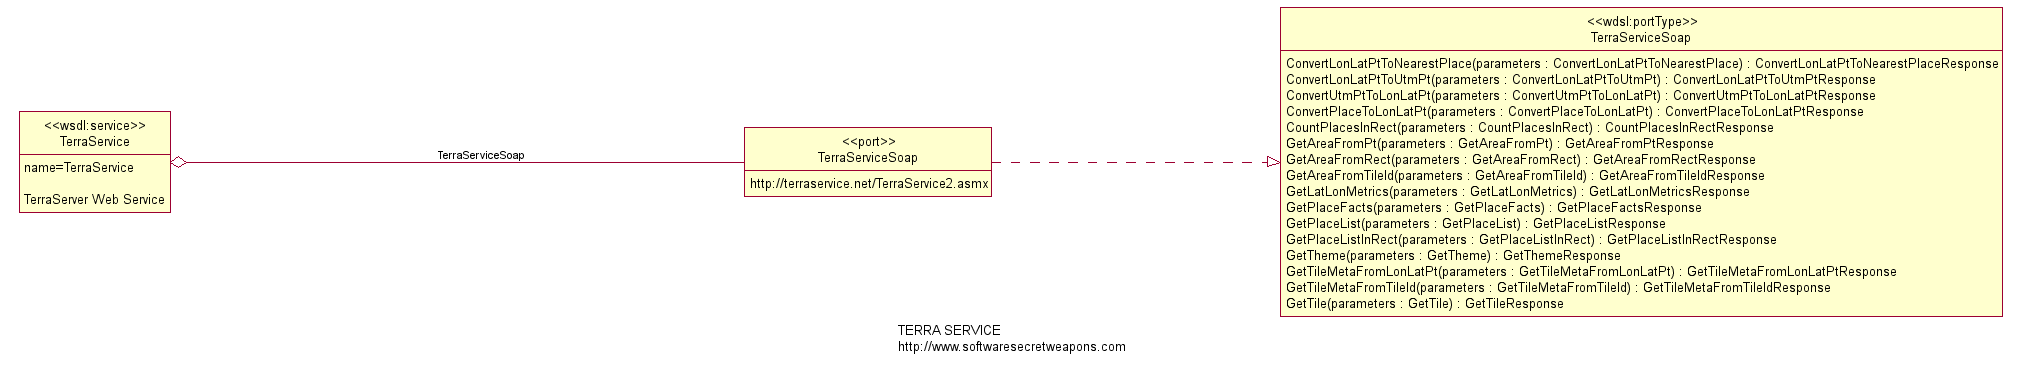 <<wsdl:service>>
TerraService
name=TerraService
TerraServer Web Service
TerraServiceSoap
<<port>>
TerraServiceSoap
http://terraservice.net/TerraService2.asmx
<<wdsl:portType>>
TerraServiceSoap
ConvertLonLatPtToNearestPlace(parameters : ConvertLonLatPtToNearestPlace) : ConvertLonLatPtToNearestPlaceResponse
ConvertLonLatPtToUtmPt(parameters : ConvertLonLatPtToUtmPt) : ConvertLonLatPtToUtmPtResponse
ConvertUtmPtToLonLatPt(parameters : ConvertUtmPtToLonLatPt) : ConvertUtmPtToLonLatPtResponse
ConvertPlaceToLonLatPt(parameters : ConvertPlaceToLonLatPt) : ConvertPlaceToLonLatPtResponse
CountPlacesInRect(parameters : CountPlacesInRect) : CountPlacesInRectResponse
GetAreaFromPt(parameters : GetAreaFromPt) : GetAreaFromPtResponse
GetAreaFromRect(parameters : GetAreaFromRect) : GetAreaFromRectResponse
GetAreaFromTileId(parameters : GetAreaFromTileId) : GetAreaFromTileIdResponse
GetLatLonMetrics(parameters : GetLatLonMetrics) : GetLatLonMetricsResponse
GetPlaceFacts(parameters : GetPlaceFacts) : GetPlaceFactsResponse
GetPlaceList(parameters : GetPlaceList) : GetPlaceListResponse
GetPlaceListInRect(parameters : GetPlaceListInRect) : GetPlaceListInRectResponse
GetTheme(parameters : GetTheme) : GetThemeResponse
GetTileMetaFromLonLatPt(parameters : GetTileMetaFromLonLatPt) : GetTileMetaFromLonLatPtResponse
GetTileMetaFromTileId(parameters : GetTileMetaFromTileId) : GetTileMetaFromTileIdResponse
GetTile(parameters : GetTile) : GetTileResponse
TERRA SERVICE
http://www.softwaresecretweapons.com